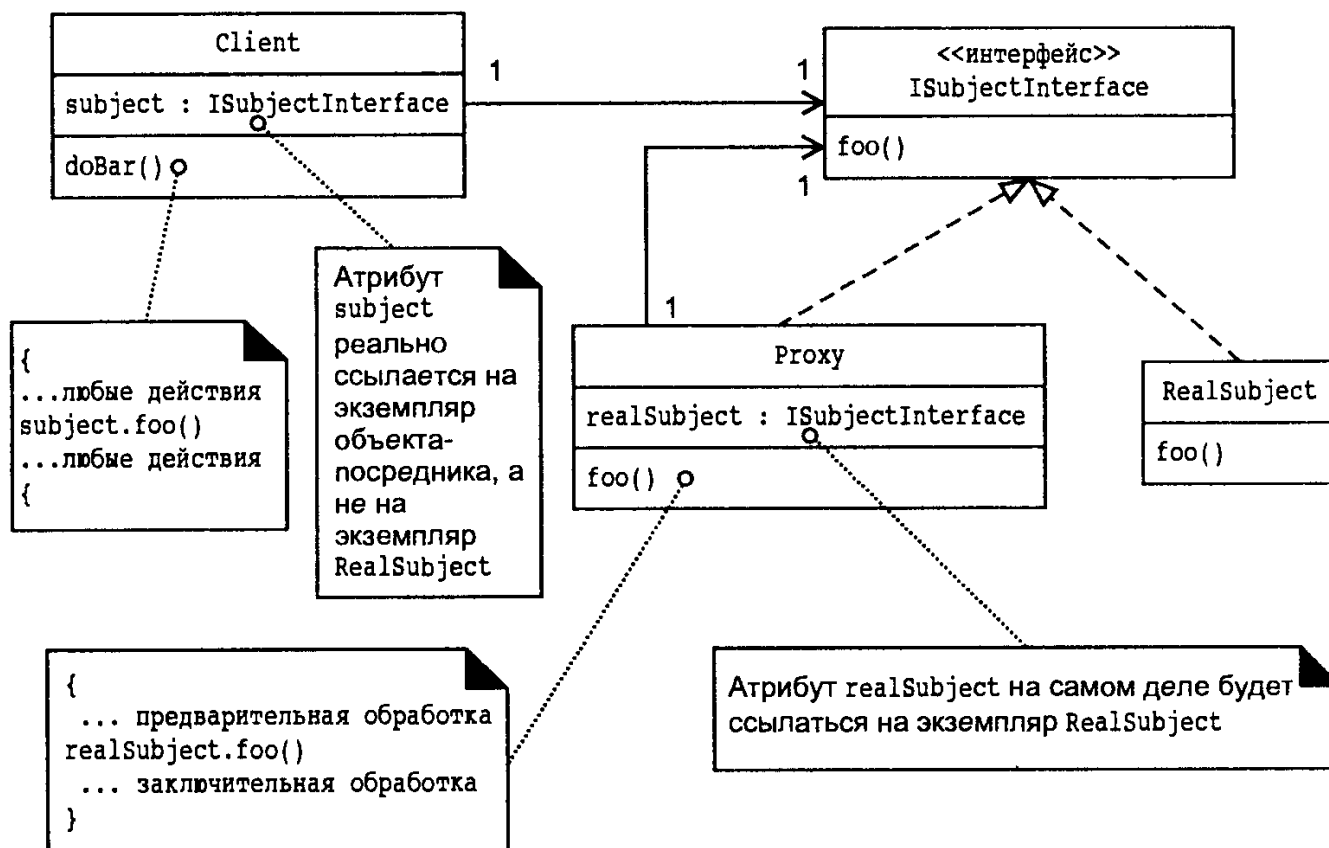 Client
subject : ISubjectInterface
doBar()
1
1
<<интерфейс>>
ISubjectInterface
foo()
1
Атрибут
subject
реально
ссылается на
экземпляр
объекта-
посредника, а
не на
экземпляр
RealSubject
{
...любые действия
subject.foo()
...любые действия
{
1
Proxy
realSubject : ISubjectInterface
foo()
RealSubject
foo()
{
... предварительная обработка
realSubject.foo()
... заключительная обработка
}
Атрибут realSubject на самом деле будет
ссылаться на экземпляр RealSubject